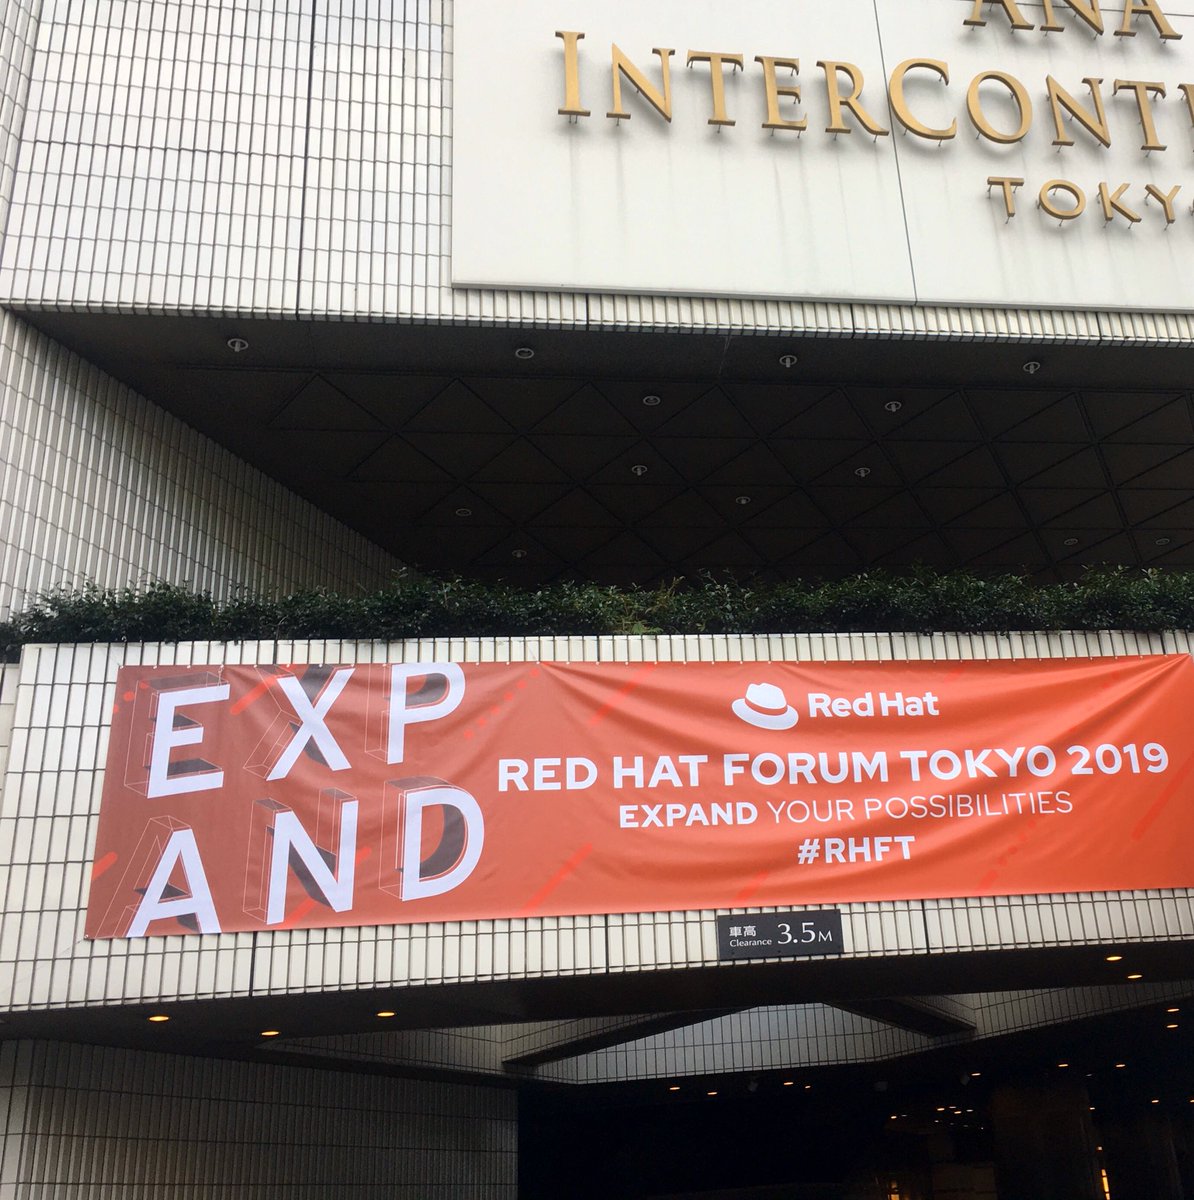 ANA
INTERCONTI
TOKY
EXP
AND
Red Hat
RED HAT FORUM TOKYO 2019
EXPAND YOUR POSSIBILITIES
#RHFT
車高
Clearance 3.5M